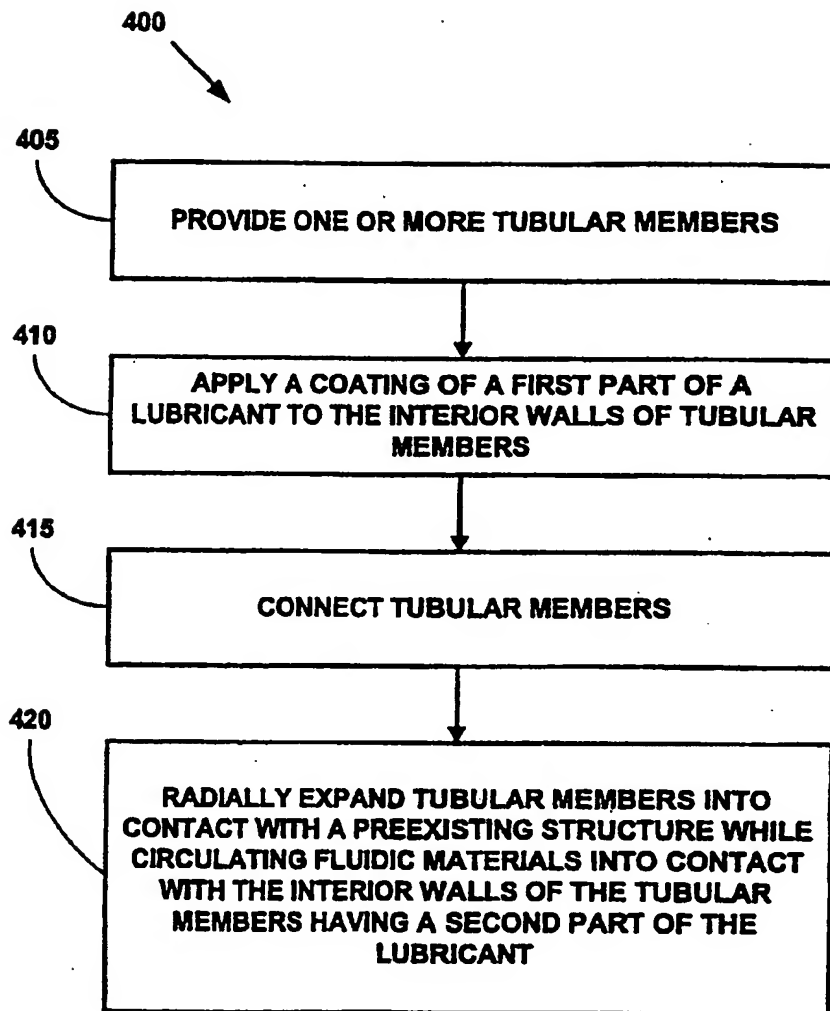 400
405
PROVIDE ONE OR MORE TUBULAR MEMBERS
410
APPLY A COATING OF A FIRST PART OF A
LUBRICANT TO THE INTERIOR WALLS OF TUBULAR
MEMBERS
415
CONNECT TUBULAR MEMBERS
420
RADIALLY EXPAND TUBULAR MEMBERS INTO
CONTACT WITH A PREEXISTING STRUCTURE WHILE
CIRCULATING FLUIDIC MATERIALS INTO CONTACT
WITH THE INTERIOR WALLS OF THE TUBULAR
MEMBERS HAVING A SECOND PART OF THE
LUBRICANT